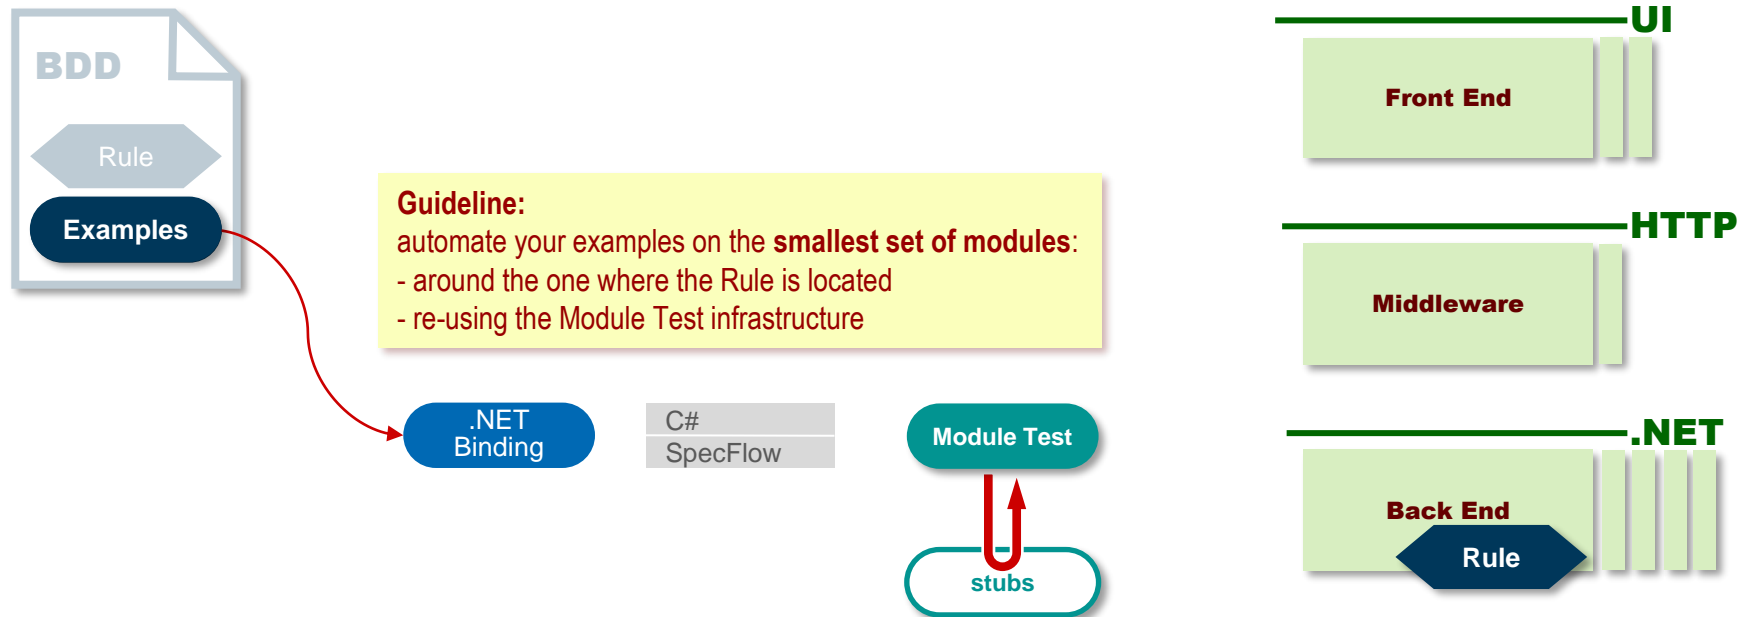 BDD
Rule
Examples
Guideline:
automate your examples on the smallest set of modules:
- around the one where the Rule is located
- re-using the Module Test infrastructure
.NET
Binding
C#
SpecFlow
Module Test
stubs
UI
Front End
HTTP
Middleware
.NET
Back End
Rule